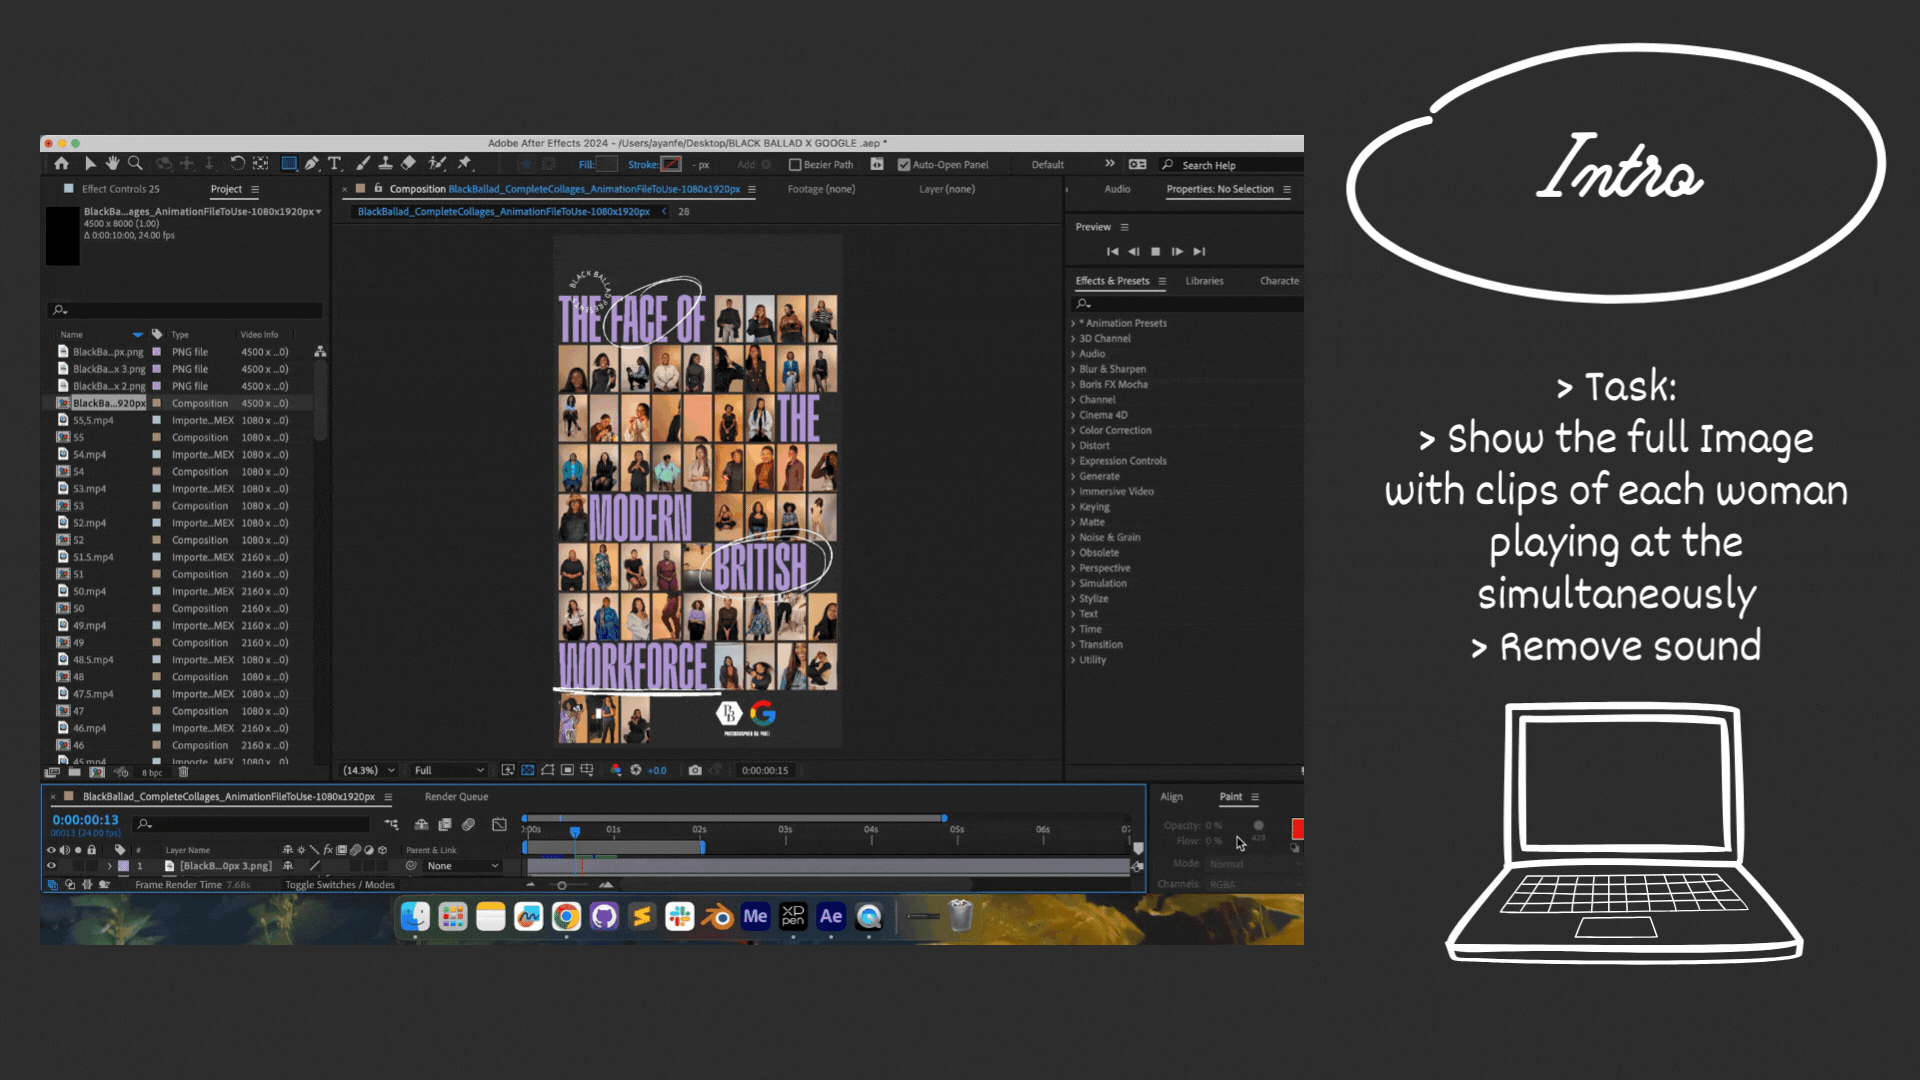 Intro
> Task:
> Show the full Image
with clips of each woman
playing at the
simultaneously
> Remove sound
Adobe After Effects 2024 - /Users/ayanfe/Desktop/BLACK BALLAD X GOOGLE .aep *
Fill: Stroke: - px Add: Bezier Path Auto-Open Panel Default Search Help
Effect Controls 25 Project
BlackBa...ages_AnimationFileToUse-1080x1920px
4500 x 8000 (1.00)
Δ 0:00:10:00, 24.00 fps
Name Type Video Info
BlackBa...px.png PNG file 4500 x ...0)
BlackBa...x 3.png PNG file 4500 x ...0)
BlackBa...x 2.png PNG file 4500 x ...0)
BlackBa...920px Composition 4500 x ...0)
55,5.mp4 Importe...MEX 1080 x ...0)
55 Composition 1080 x ...0)
54.mp4 Importe...MEX 1080 x ...0)
54 Composition 1080 x ...0)
53.mp4 Importe...MEX 1080 x ...0)
53 Composition 1080 x ...0)
52.mp4 Importe...MEX 1080 x ...0)
52 Composition 1080 x ...0)
51.5.mp4 Importe...MEX 2160 x ...0)
51 Composition 2160 x ...0)
50.mp4 Importe...MEX 2160 x ...0)
50 Composition 2160 x ...0)
49.mp4 Importe...MEX 2160 x ...0)
49 Composition 2160 x ...0)
48.5.mp4 Importe...MEX 1080 x ...0)
48 Composition 1080 x ...0)
47.5.mp4 Importe...MEX 1080 x ...0)
47 Composition 1080 x ...0)
46.mp4 Importe...MEX 2160 x ...0)
46 Composition 2160 x ...0)
45.mp4 Importe...MEX 1080 x ...0)
8 bpc
Composition BlackBallad_CompleteCollages_AnimationFileToUse-1080x1920px
Footage (none) Layer (none)
BlackBallad_CompleteCollages_AnimationFileToUse-1080x1920px 28
BLACK BALLAD PRESENTS
THE FACE OF
THE
MODERN
BRITISH
WORKFORCE
BB G
PHOTOGRAPHED ON PIXEL
(14.3%) Full +0.0 0:00:00:15
Audio Properties: No Selection
Preview
Effects & Presets Libraries Characte
* Animation Presets
3D Channel
Audio
Blur & Sharpen
Boris FX Mocha
Channel
Cinema 4D
Color Correction
Distort
Expression Controls
Generate
Immersive Video
Keying
Matte
Noise & Grain
Obsolete
Perspective
Simulation
Stylize
Text
Time
Transition
Utility
BlackBallad_CompleteCollages_AnimationFileToUse-1080x1920px Render Queue
0:00:00:13
00013 (24.00 fps)
# Layer Name Parent & Link
1 [BlackB...0px 3.png] None
):00s 01s 02s 03s 04s 05s 06s 07
Frame Render Time 7.68s Toggle Switches / Modes
Align Paint
Opacity: 0 %
Flow: 0 % 429
Mode: Normal
Channels: RGBA
Me xp pen Ae